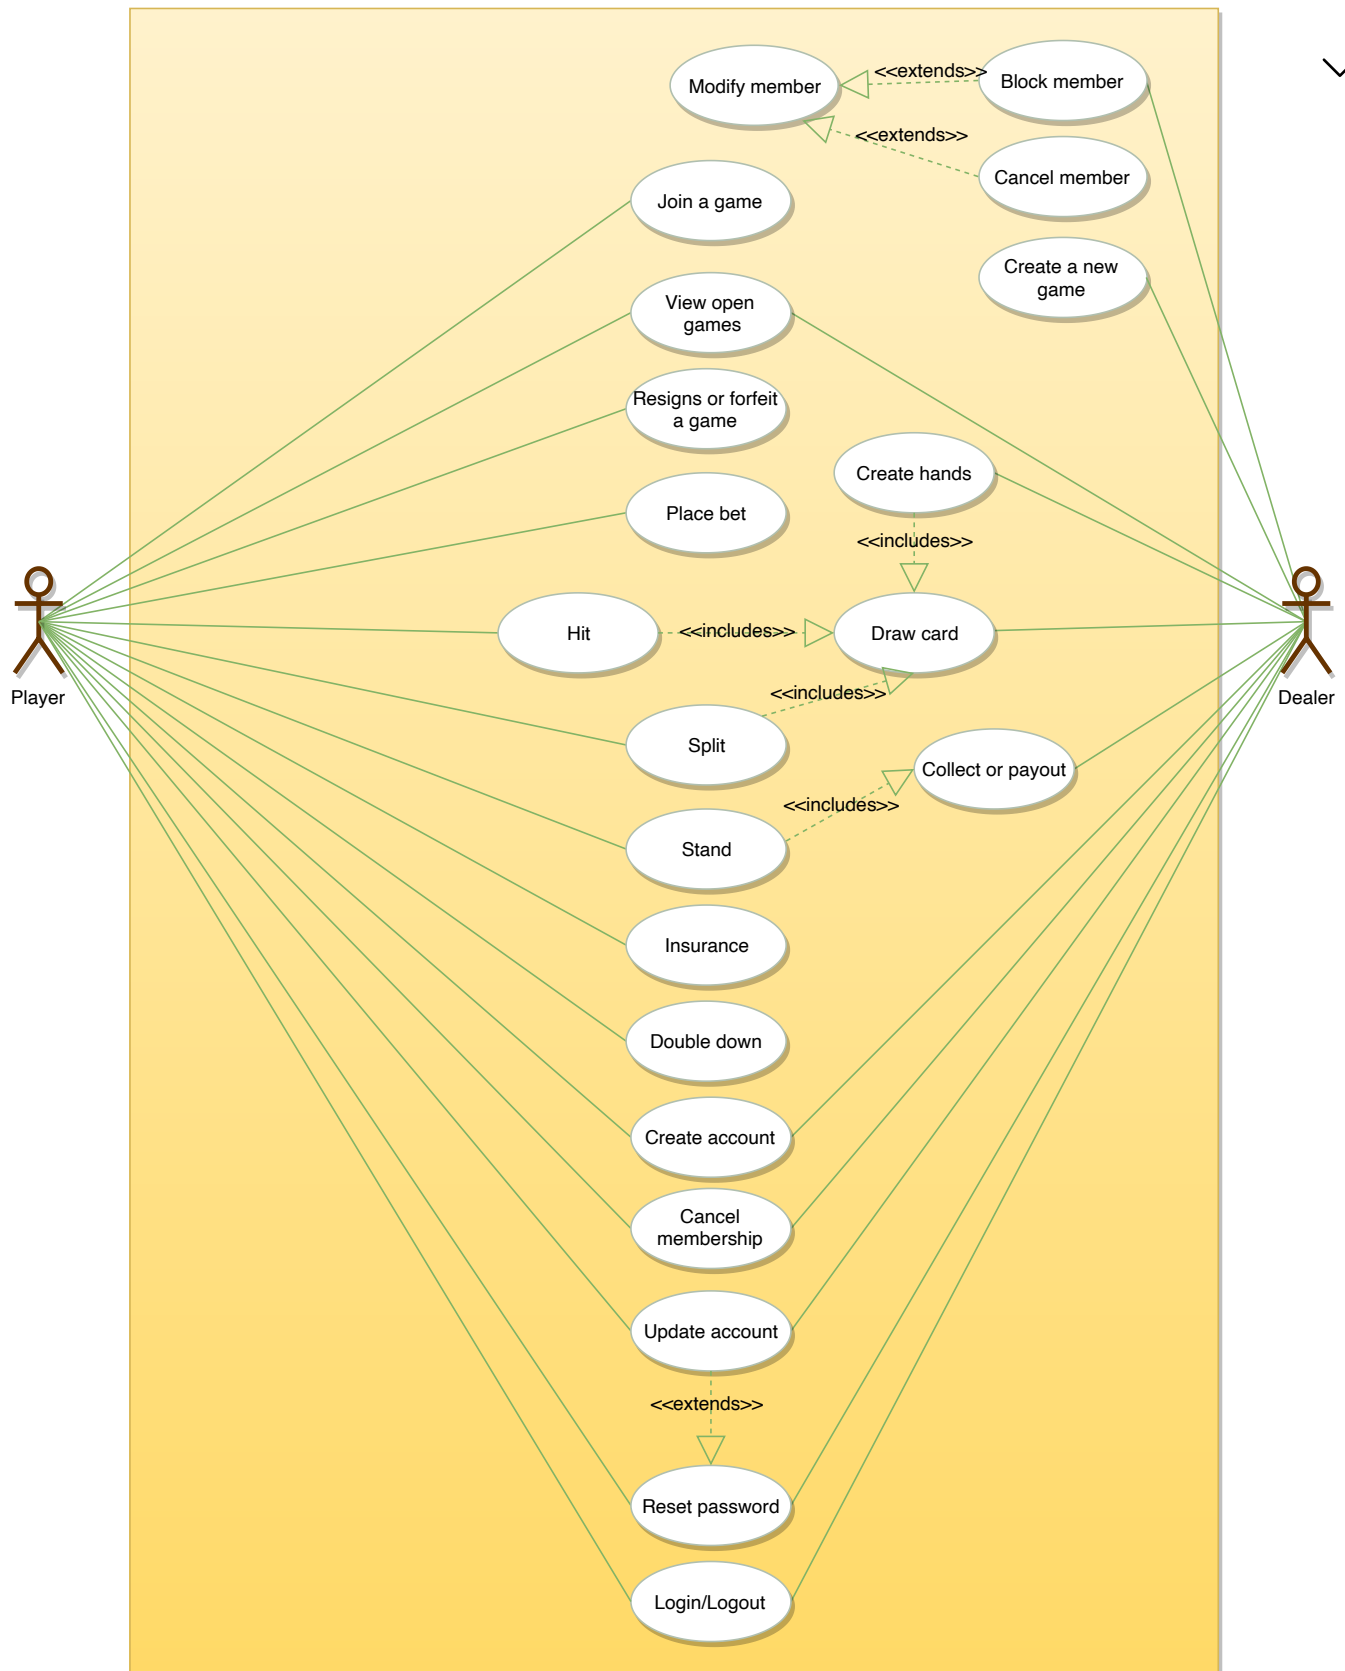 Modify member
<<extends>>
Block member
<<extends>>
Cancel member
Join a game
Create a new
game
View open
games
Resigns or forfeit
a game
Create hands
Place bet
<<includes>>
Hit
<<includes>>
Draw card
Player
Dealer
<<includes>>
Split
Collect or payout
<<includes>>
Stand
Insurance
Double down
Create account
Cancel
membership
Update account
<<extends>>
Reset password
Login/Logout